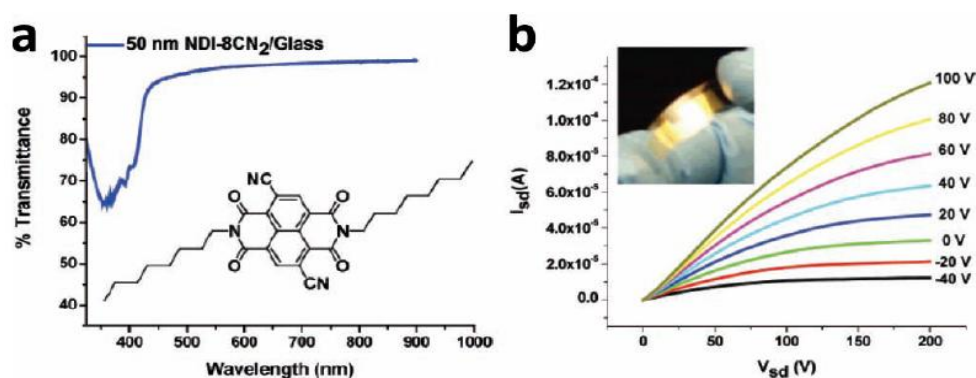 a
50 nm NDI-8CN₂/Glass
100
90
80
70
60
50
40
% Transmittance
NC
O
O
N
N
O
O
CN
400 500 600 700 800 900 1000
Wavelength (nm)
b
1.2x10⁻⁴
1.0x10⁻⁴
8.0x10⁻⁵
6.0x10⁻⁵
4.0x10⁻⁵
2.0x10⁻⁵
0.0
I_sd(A)
100 V
80 V
60 V
40 V
20 V
0 V
-20 V
-40 V
0 50 100 150 200
V_sd (V)